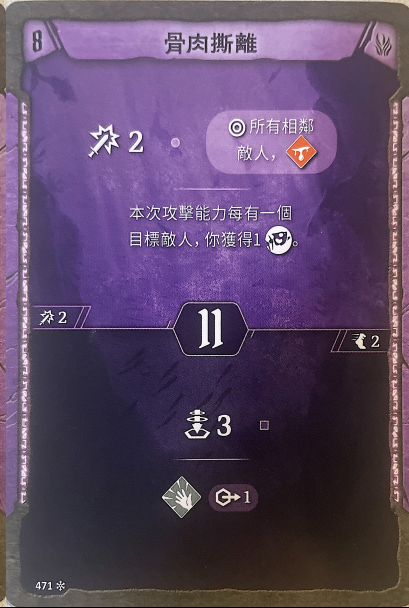 8
骨肉撕離
2
所有相鄰
敵人，
本次攻擊能力每有一個
目標敵人，你獲得1 。
2
11
2
3
1
471